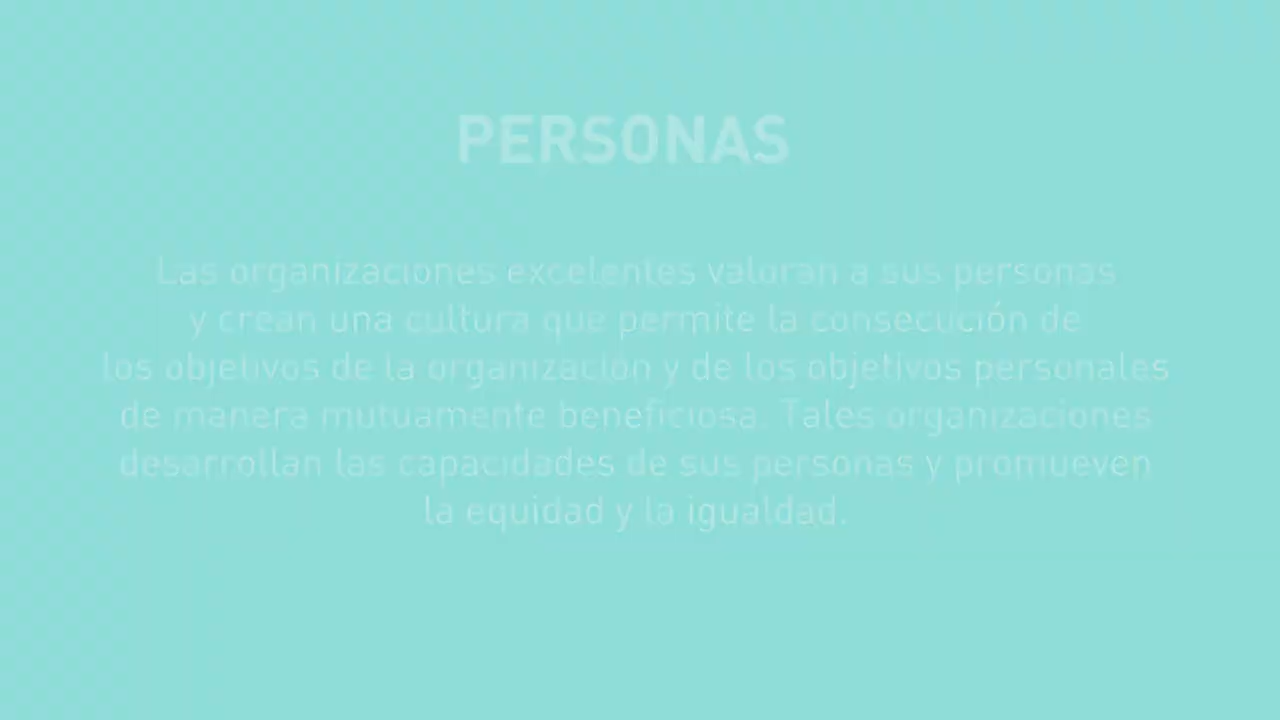 PERSONAS
Las organizaciones excelentes valoran a sus personas
y crean una cultura que permite la consecución de
los objetivos de la organización y de los objetivos personales
de manera mutuamente beneficiosa. Tales organizaciones
desarrollan las capacidades de sus personas y promueven
la equidad y la igualdad.